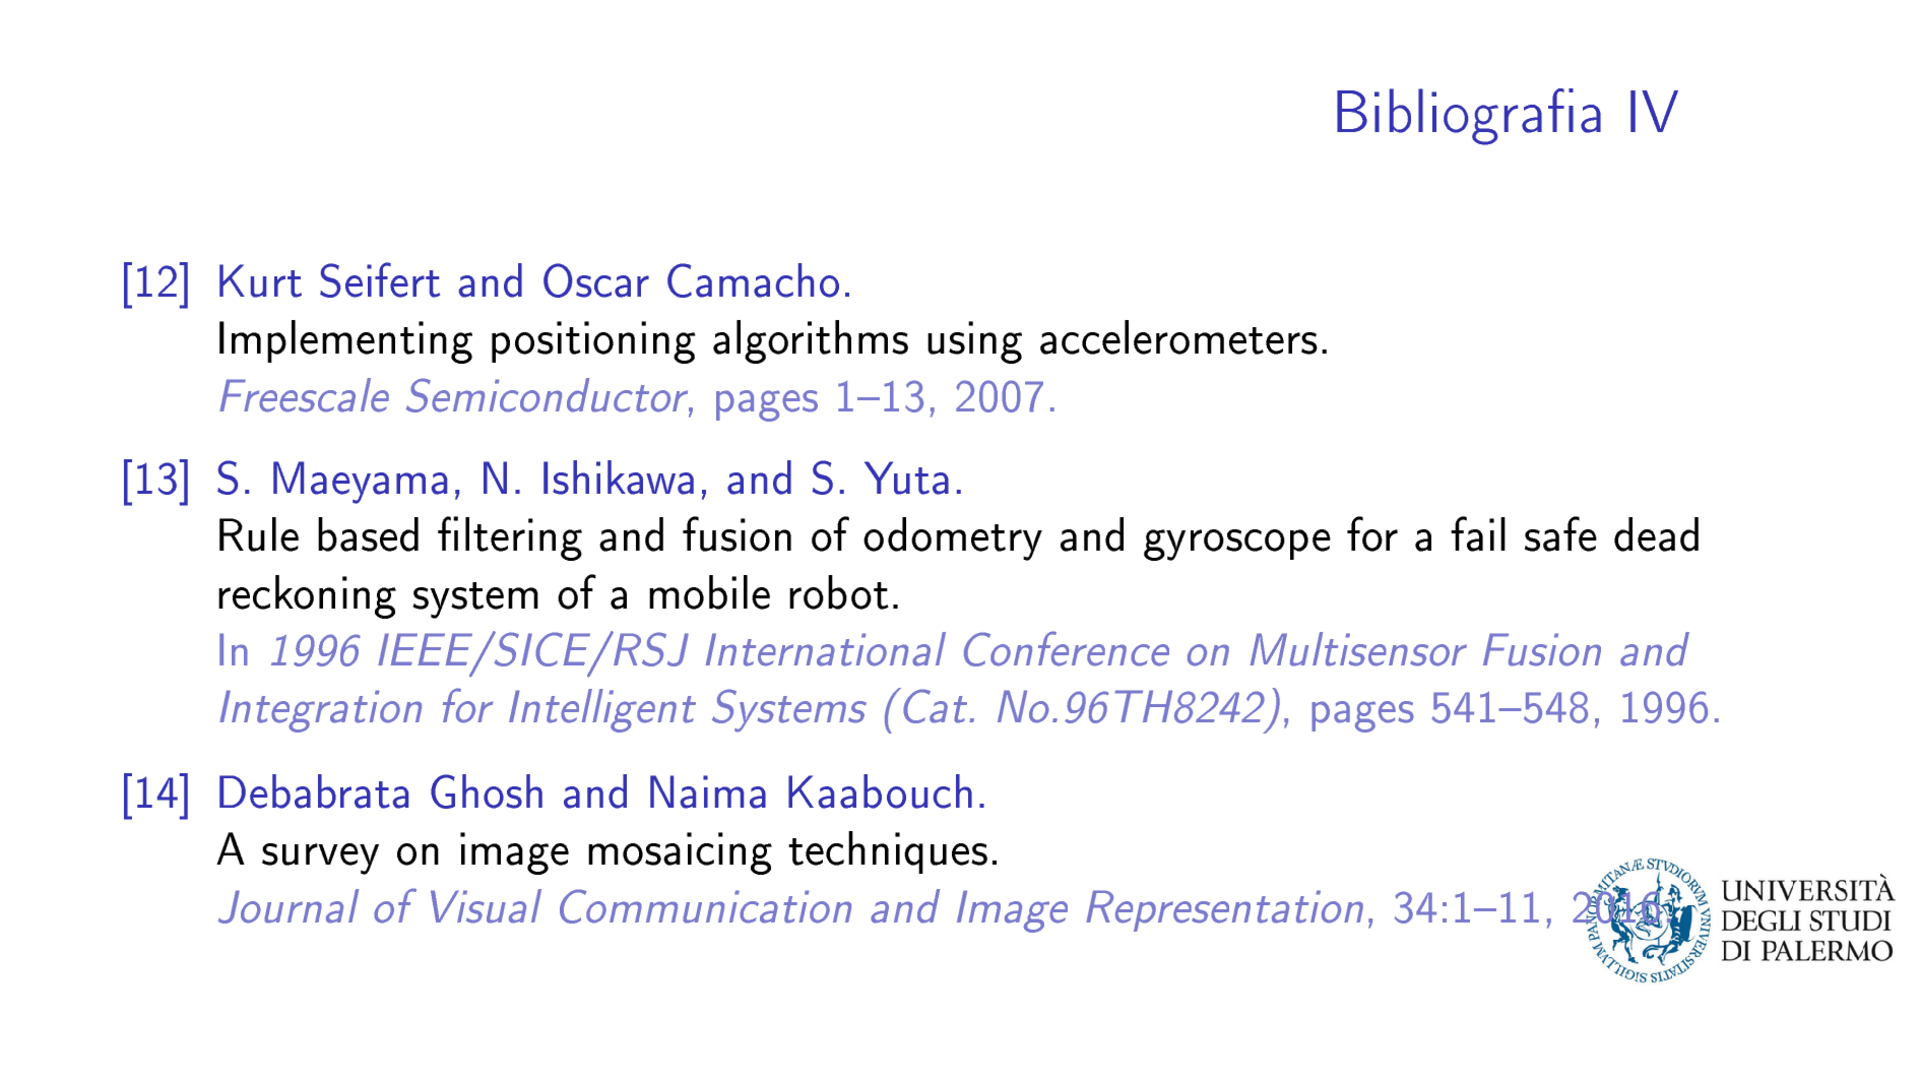 Bibliografia IV
[12] Kurt Seifert and Oscar Camacho.
Implementing positioning algorithms using accelerometers.
Freescale Semiconductor, pages 1–13, 2007.
[13] S. Maeyama, N. Ishikawa, and S. Yuta.
Rule based filtering and fusion of odometry and gyroscope for a fail safe dead
reckoning system of a mobile robot.
In 1996 IEEE/SICE/RSJ International Conference on Multisensor Fusion and
Integration for Intelligent Systems (Cat. No.96TH8242), pages 541–548, 1996.
[14] Debabrata Ghosh and Naima Kaabouch.
A survey on image mosaicing techniques.
Journal of Visual Communication and Image Representation, 34:1–11, 2016.
UNIVERSITÀ
DEGLI STUDI
DI PALERMO